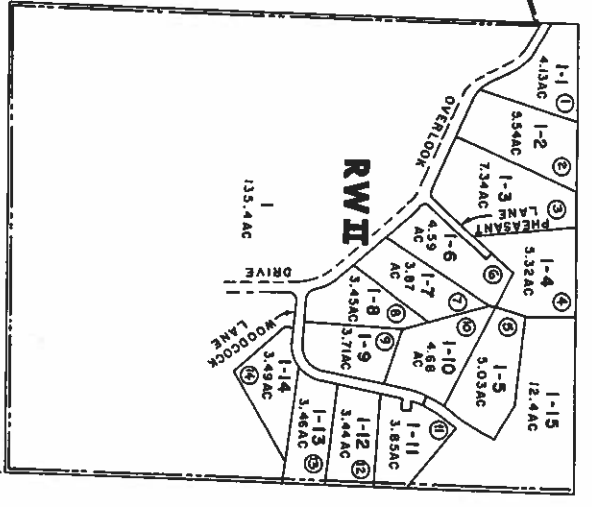 1-1
4.13AC
1
1-2
5.54AC
2
1-3
7.34AC
3
PHEASANT
LANE
1-4
5.32AC
4
OVERLOOK
DRIVE
RW II
1
135.4AC
1-6
4.59
AC
6
1-7
3.87
AC
7
1-8
3.45AC
8
1-9
3.71AC
9
1-10
4.68
AC
10
1-5
5.03AC
5
1-15
12.4AC
WOODCOCK
LANE
1-14
3.49AC
14
1-13
3.46AC
13
1-12
3.44AC
12
1-11
3.85AC
11